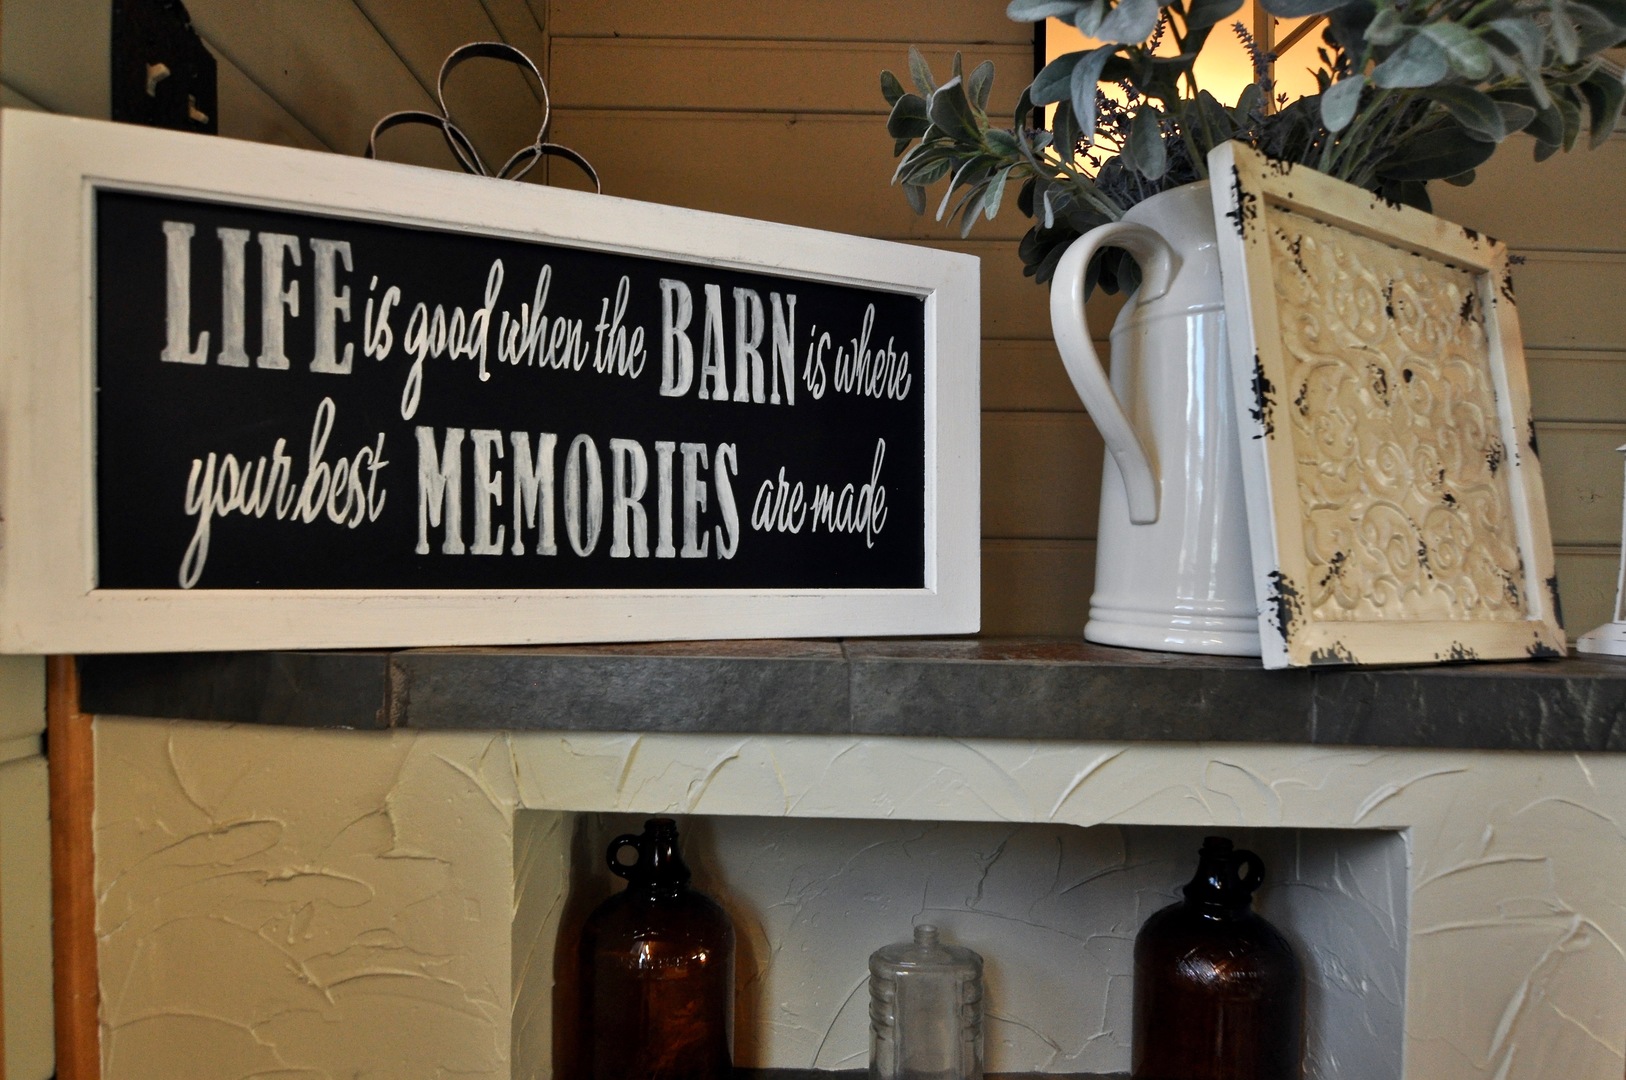 LIFE is good when the BARN is where
your best MEMORIES are made